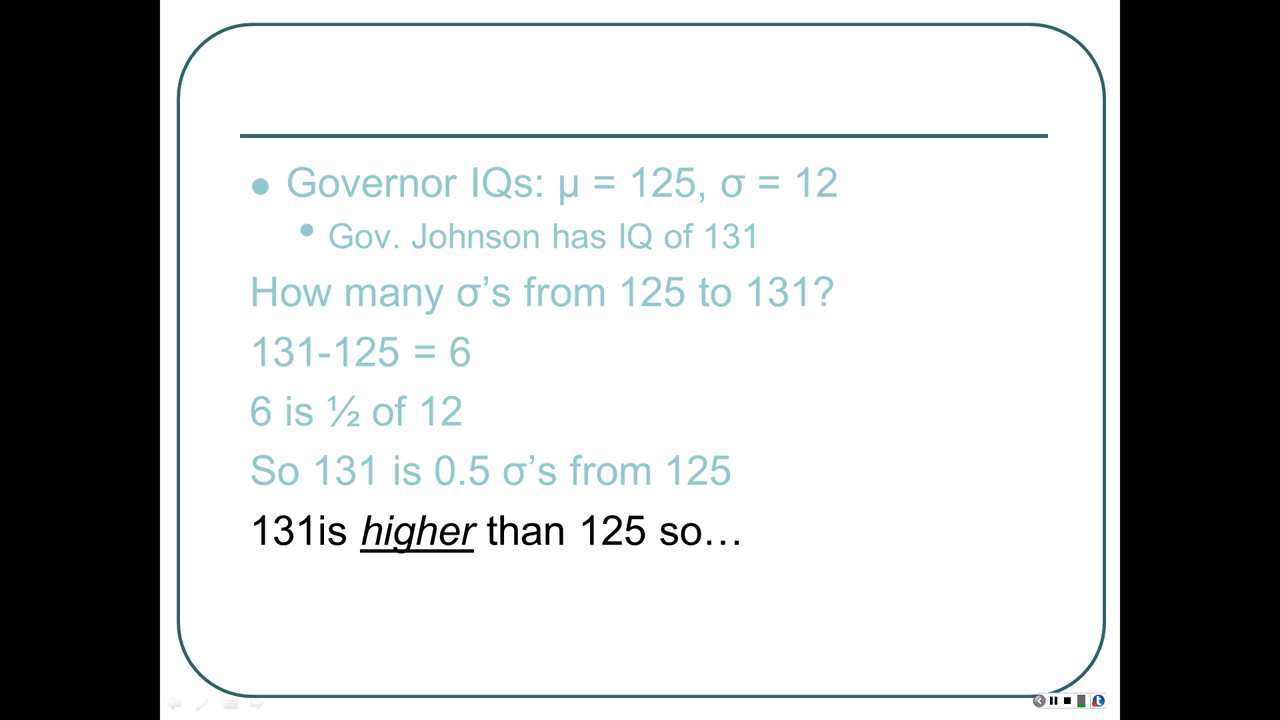 Governor IQs: μ = 125, σ = 12
Gov. Johnson has IQ of 131
How many σ’s from 125 to 131?
131-125 = 6
6 is ½ of 12
So 131 is 0.5 σ’s from 125
131is higher than 125 so…